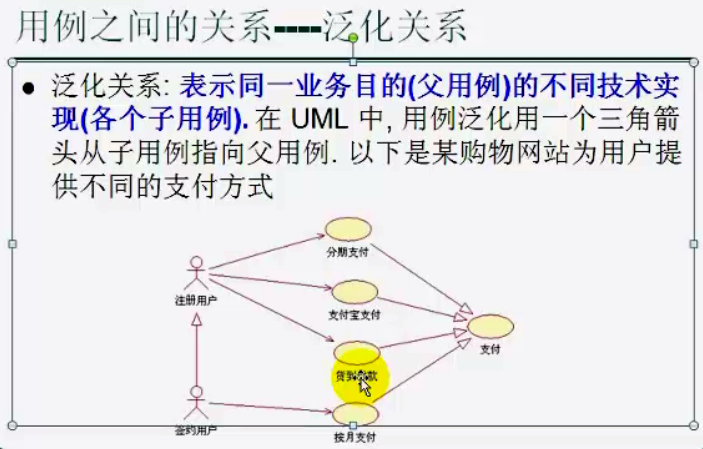 用例之间的关系----泛化关系
● 泛化关系: 表示同一业务目的(父用例)的不同技术实
现(各个子用例). 在 UML 中, 用例泛化用一个三角箭
头从子用例指向父用例. 以下是某购物网站为用户提
供不同的支付方式
分期支付
注册用户
支付宝支付
支付
货到付款
签约用户
按月支付